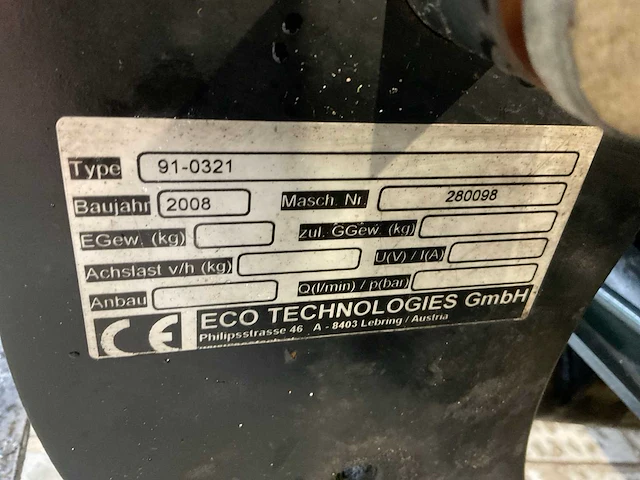 Type 91-0321
Baujahr 2008 Masch. Nr. 280098
EGew. (kg) zul. GGew. (kg)
Achslast v/h (kg) U(V) / I(A)
Anbau Q(l/min) / p(bar)
CE ECO TECHNOLOGIES GmbH
Philipsstrasse 46 A - 8403 Lebring / Austria